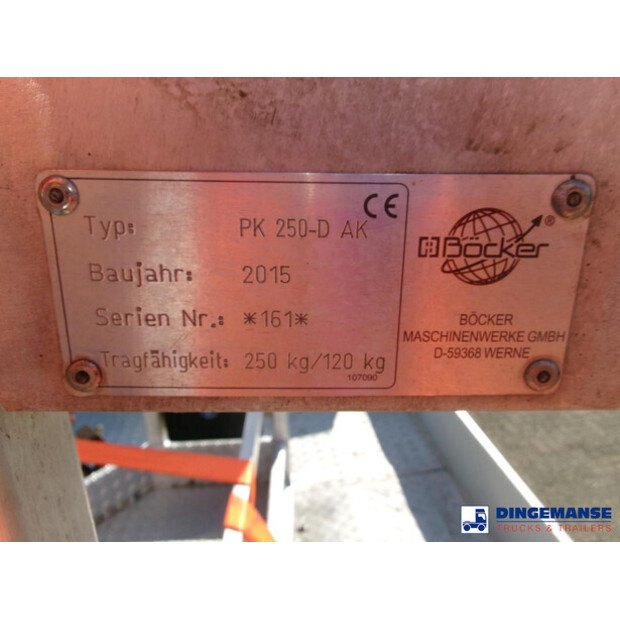 CE
Typ: PK 250-D AK
Baujahr: 2015
Serien Nr.: *161*
Tragfähigkeit: 250 kg/120 kg
107090
Böcker®
BÖCKER
MASCHINENWERKE GMBH
D-59368 WERNE
DINGEMANSE
TRUCKS & TRAILERS